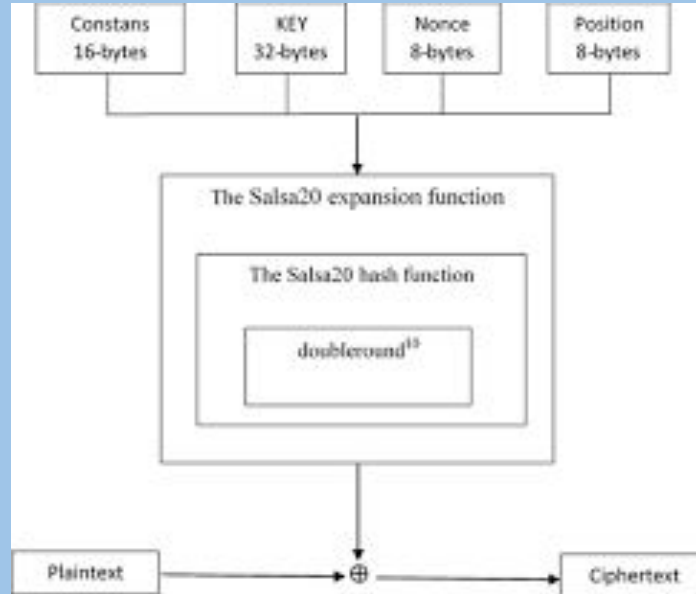 Constans
16-bytes
KEY
32-bytes
Nonce
8-bytes
Position
8-bytes
The Salsa20 expansion function
The Salsa20 hash function
doubleround
Plaintext
Ciphertext